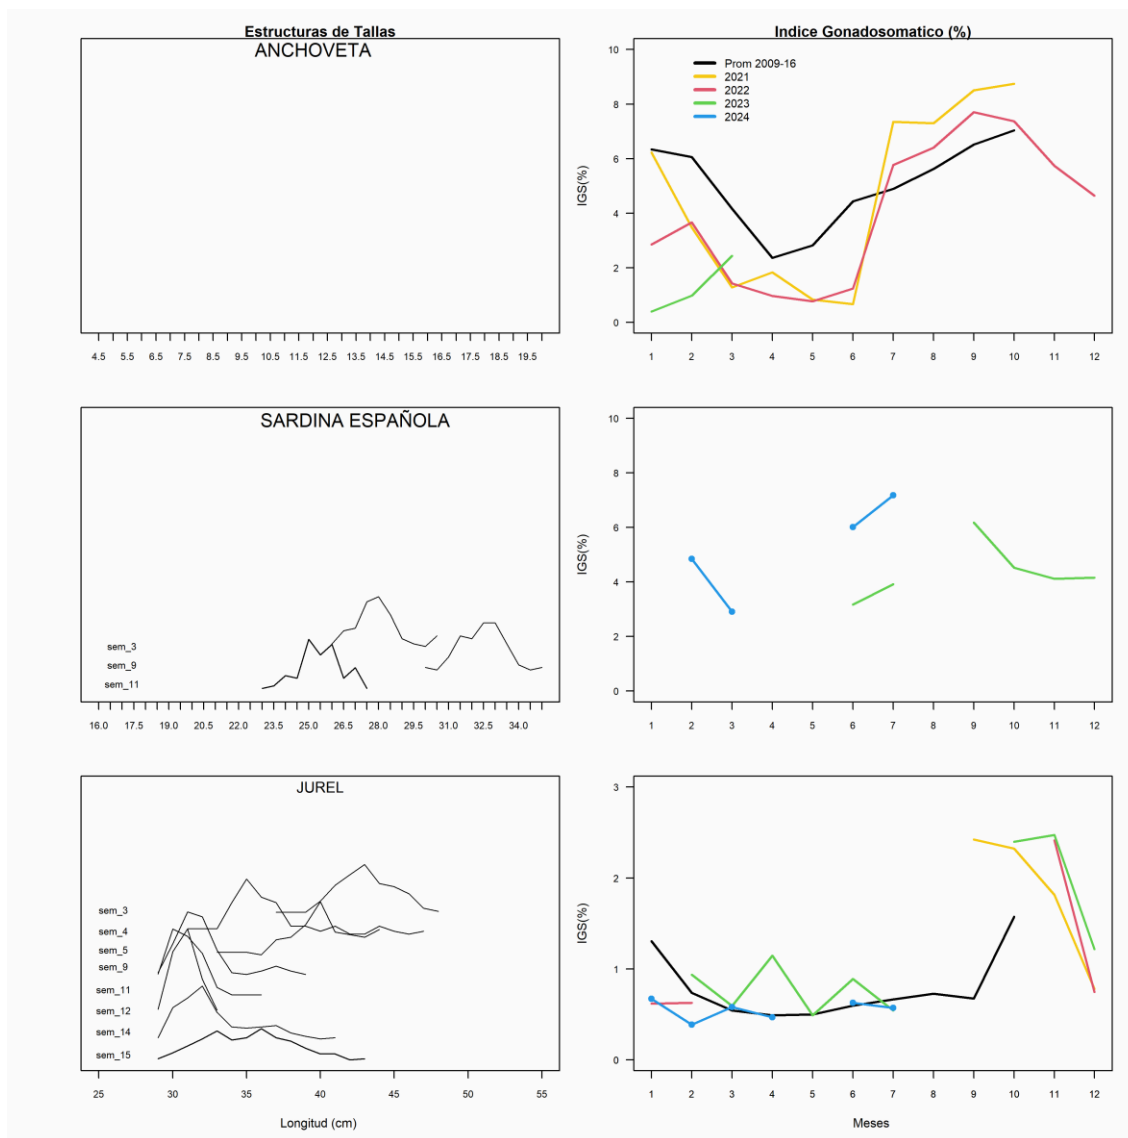 Estructuras de Tallas
ANCHOVETA
4.5 5.5 6.5 7.5 8.5 9.5 10.5 11.5 12.5 13.5 14.5 15.5 16.5 17.5 18.5 19.5
Indice Gonadosomatico (%)
Prom 2009-16
2021
2022
2023
2024
IGS(%)
10
8
6
4
2
0
1 2 3 4 5 6 7 8 9 10 11 12
SARDINA ESPAÑOLA
sem_3
sem_9
sem_11
16.0 17.5 19.0 20.5 22.0 23.5 25.0 26.5 28.0 29.5 31.0 32.5 34.0
IGS(%)
10
8
6
4
2
0
1 2 3 4 5 6 7 8 9 10 11 12
JUREL
sem_3
sem_4
sem_5
sem_9
sem_11
sem_12
sem_14
sem_15
25 30 35 40 45 50 55
Longitud (cm)
IGS(%)
3
2
1
0
1 2 3 4 5 6 7 8 9 10 11 12
Meses